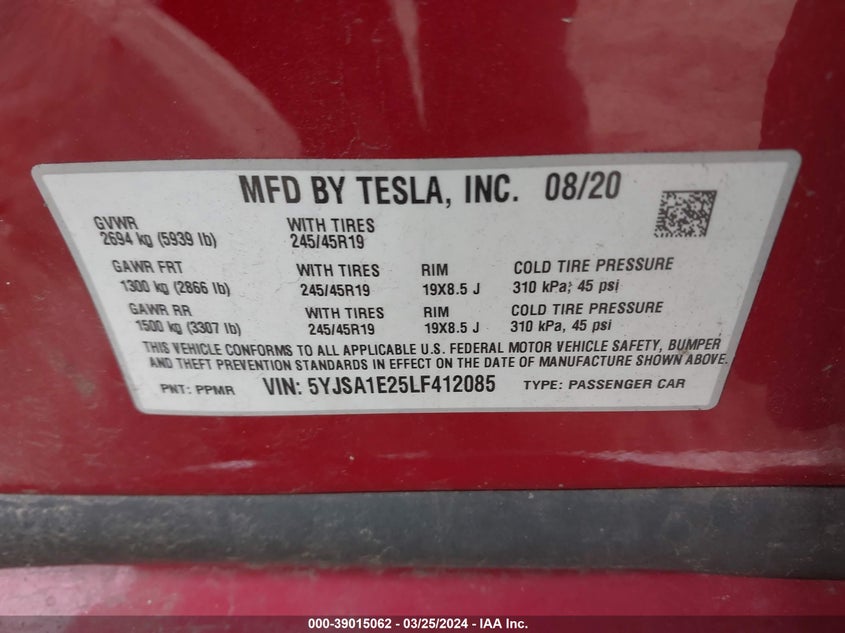 MFD BY TESLA, INC. 08/20
GVWR WITH TIRES
2694 kg (5939 lb) 245/45R19
GAWR FRT WITH TIRES RIM COLD TIRE PRESSURE
1300 kg (2866 lb) 245/45R19 19X8.5 J 310 kPa, 45 psi
GAWR RR WITH TIRES RIM COLD TIRE PRESSURE
1500 kg (3307 lb) 245/45R19 19X8.5 J 310 kPa, 45 psi
THIS VEHICLE CONFORMS TO ALL APPLICABLE U.S. FEDERAL MOTOR VEHICLE SAFETY, BUMPER
AND THEFT PREVENTION STANDARDS IN EFFECT ON THE DATE OF MANUFACTURE SHOWN ABOVE.
PNT: PPMR VIN: 5YJSA1E25LF412085 TYPE: PASSENGER CAR
000-39015062 / 03/25/2024 - IAA Inc.